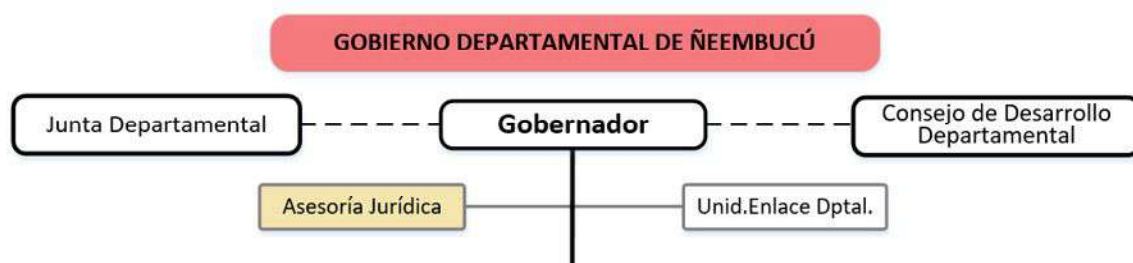 GOBIERNO DEPARTAMENTAL DE ÑEEMBUCÚ
Junta Departamental
Gobernador
Consejo de Desarrollo
Departamental
Asesoría Jurídica
Unid.Enlace Dptal.